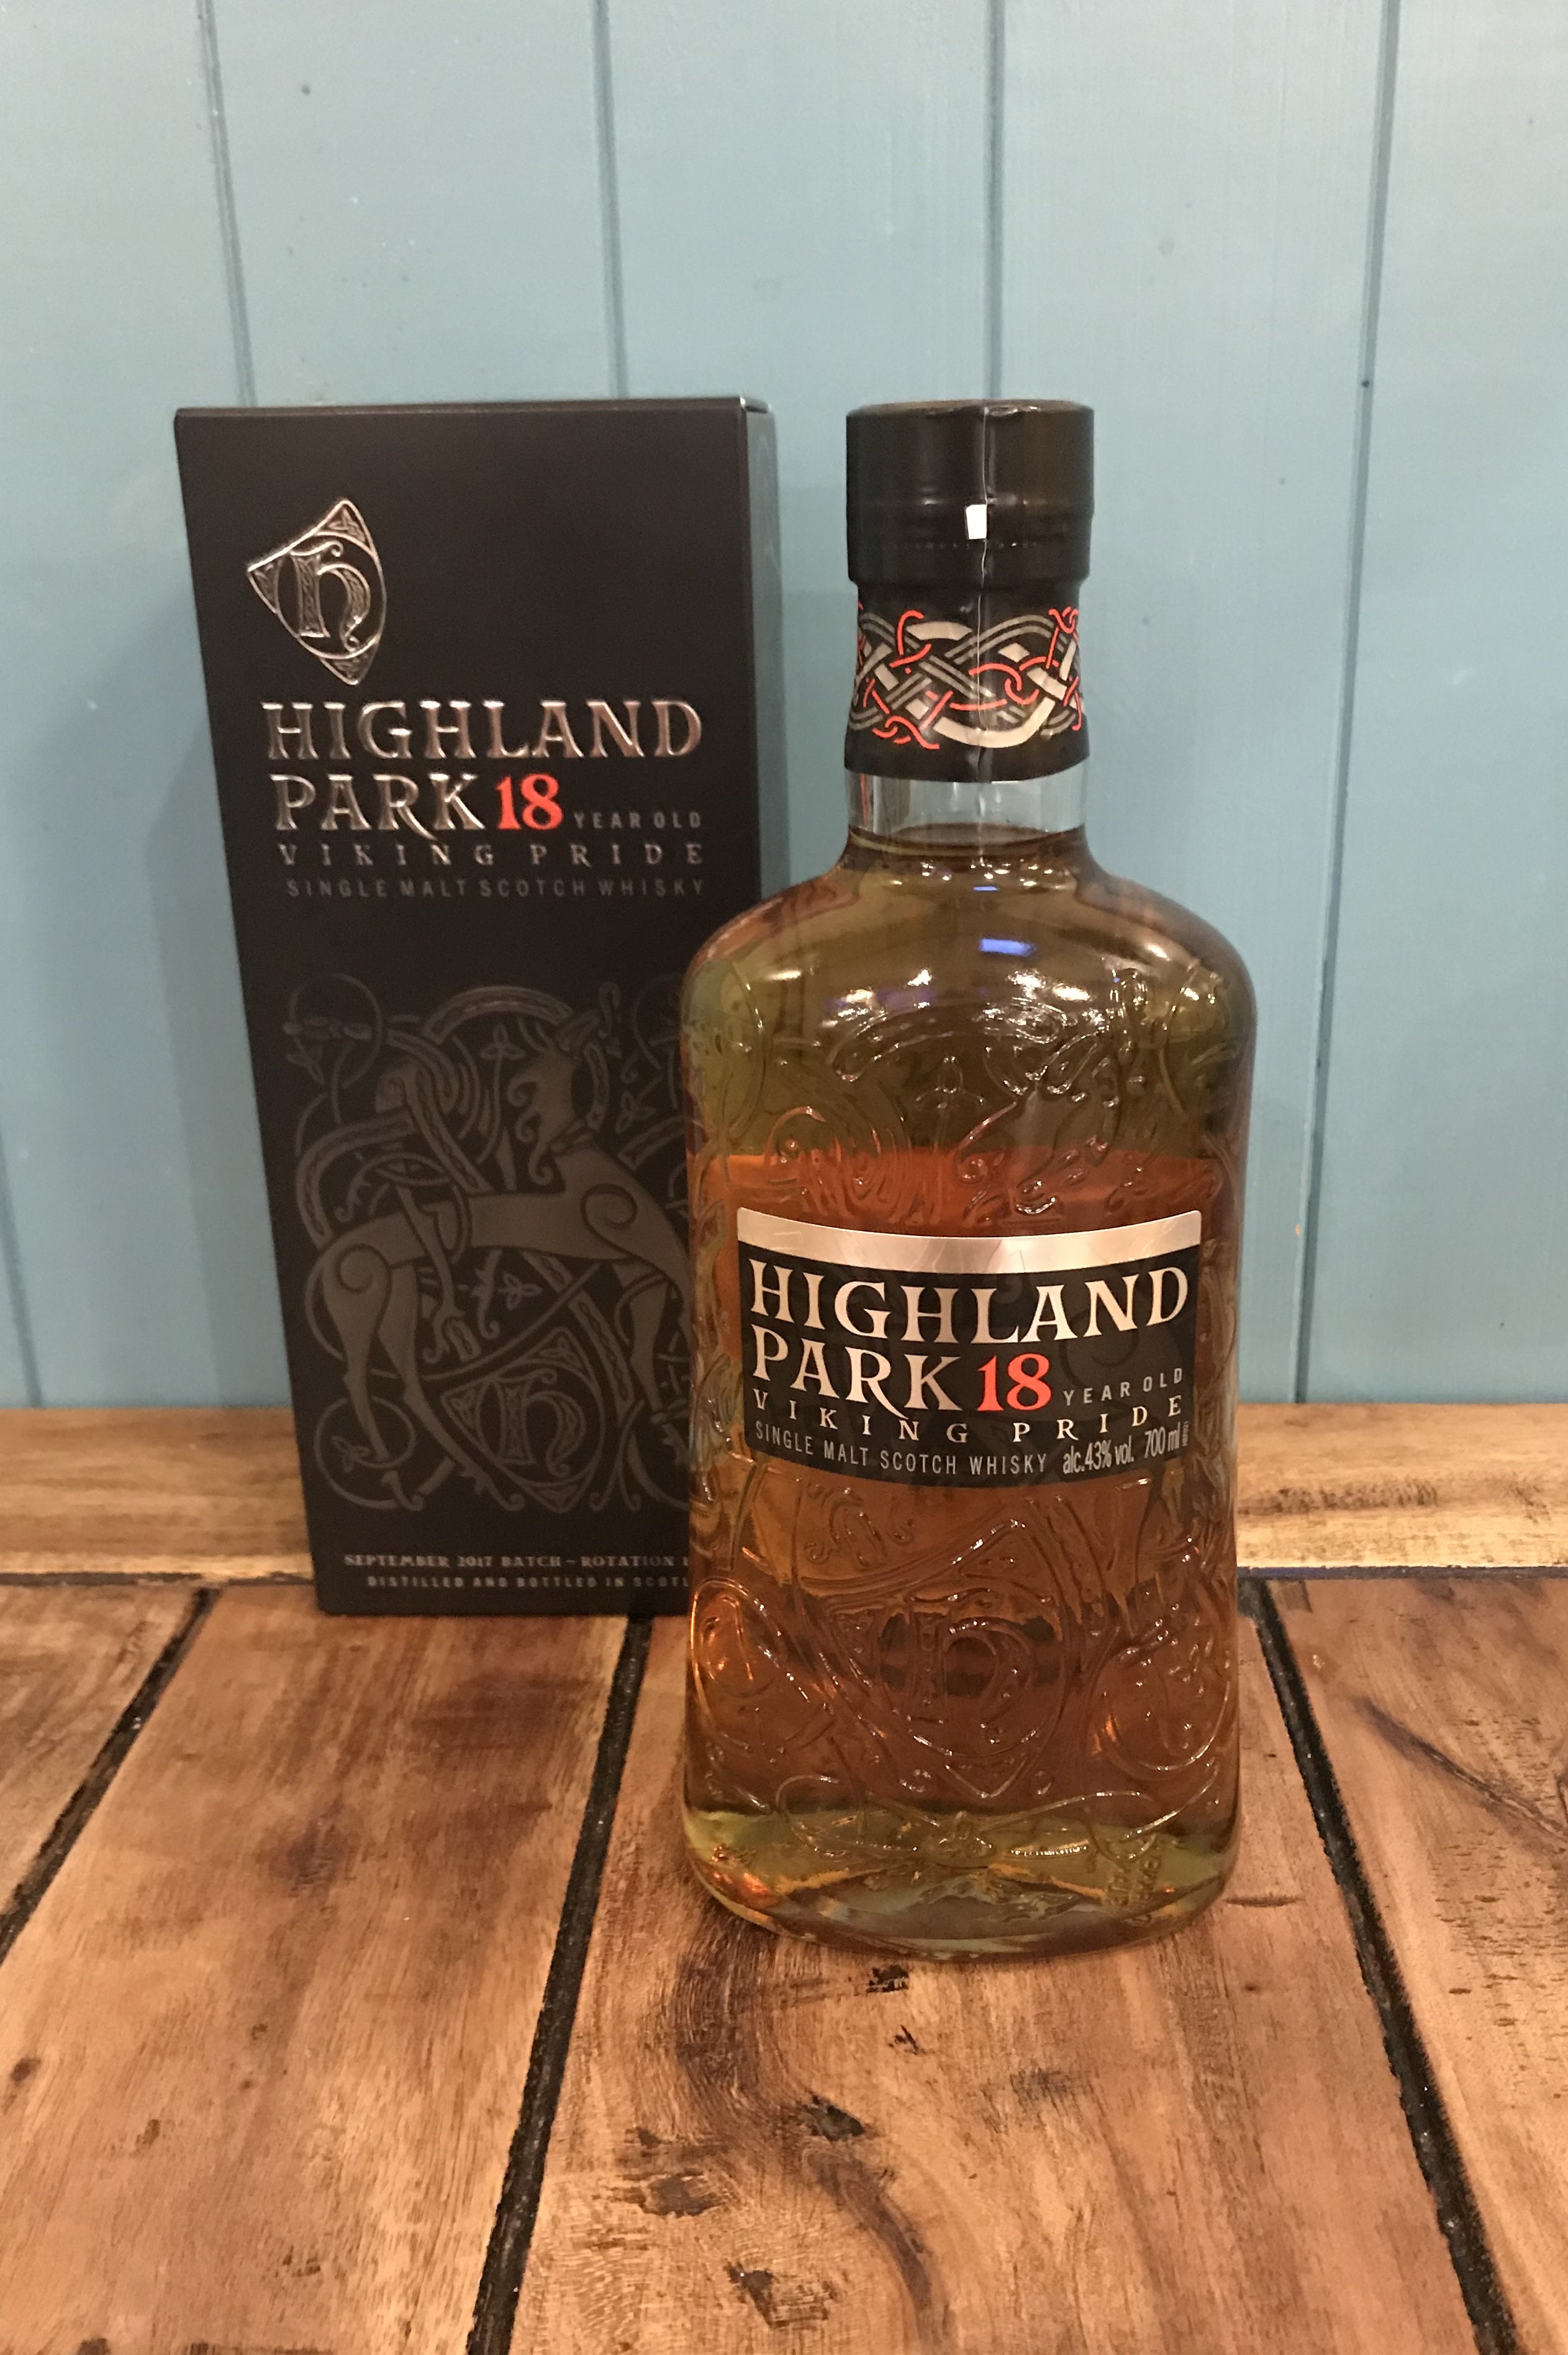 HIGHLAND
PARK 18 YEAR OLD
VIKING PRIDE
SINGLE MALT SCOTCH WHISKY
SEPTEMBER 2017 BATCH ~ ROTATION
DISTILLED AND BOTTLED IN
HIGHLAND
PARK 18 YEAR OLD
VIKING PRIDE
SINGLE MALT SCOTCH WHISKY alc.43% vol. 700 ml